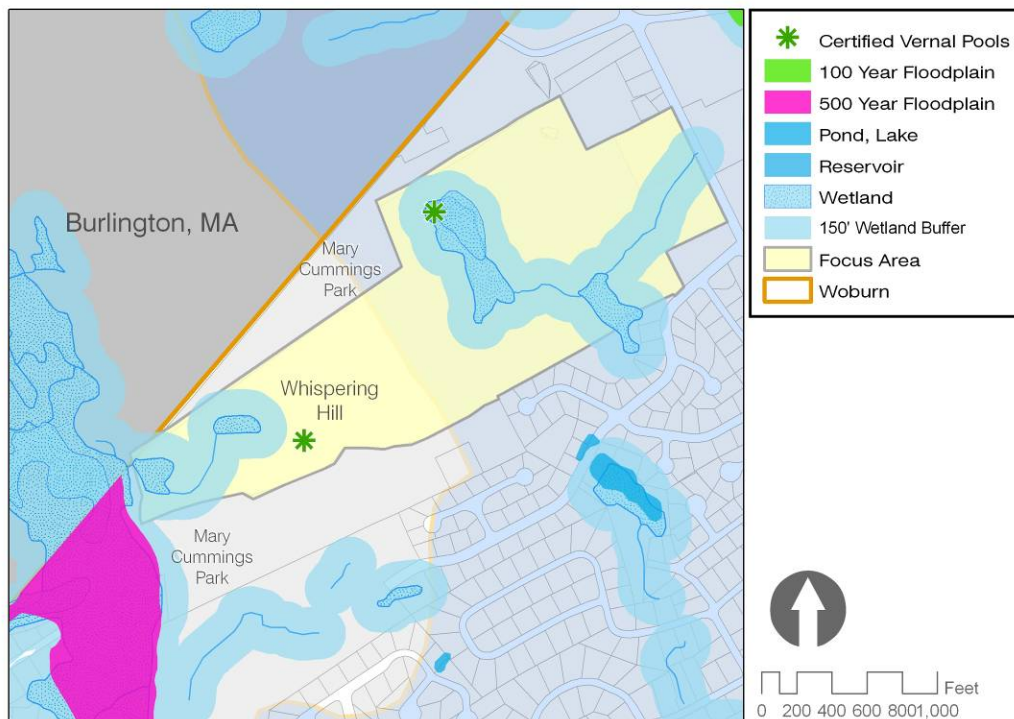 Burlington, MA
Mary
Cummings
Park
Whispering
Hill
Mary
Cummings
Park
Certified Vernal Pools
100 Year Floodplain
500 Year Floodplain
Pond, Lake
Reservoir
Wetland
150' Wetland Buffer
Focus Area
Woburn
Feet
0 200 400 600 8001,000